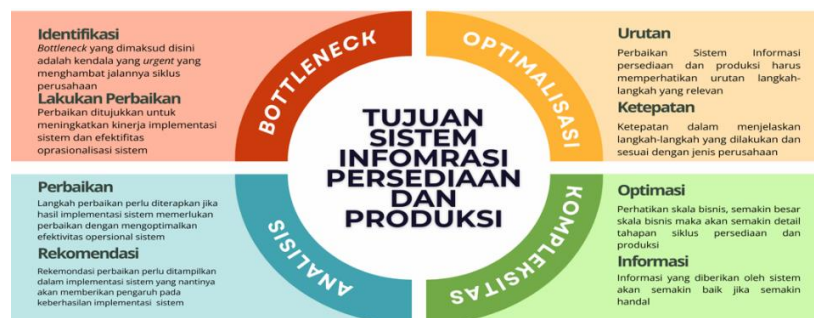 Identifikasi
Bottleneck yang dimaksud disini
adalah kendala yang urgent yang
menghambat jalannya siklus
perusahaan
Lakukan Perbaikan
Perbaikan ditujukkan untuk
meningkatkan kinerja implementasi
sistem dan efektifitas
oprasionalisasi sistem
BOTTLENECK
OPTIMALISASI
Urutan
Perbaikan Sistem Informasi
persediaan dan produksi harus
memperhatikan urutan langkah-
langkah yang relevan
Ketepatan
Ketepatan dalam menjelaskan
langkah-langkah yang dilakukan dan
sesuai dengan jenis perusahaan
TUJUAN
SISTEM
INFOMRASI
PERSEDIAAN
DAN
PRODUKSI
Perbaikan
Langkah perbaikan perlu diterapkan jika
hasil implementasi sistem memerlukan
perbaikan dengan mengoptimalkan
efektivitas opersional sistem
Rekomendasi
Rekemondasi perbaikan perlu ditampilkan
dalam implementasi sistem yang nantinya
akan memberikan pengaruh pada
keberhasilan implementasi sistem
ANALISIS
KOMPLEKSITAS
Optimasi
Perhatikan skala bisnis, semakin besar
skala bisnis maka akan semakin detail
tahapan siklus persediaan dan
produksi
Informasi
Informasi yang diberikan oleh sistem
akan semakin baik jika semakin
handal